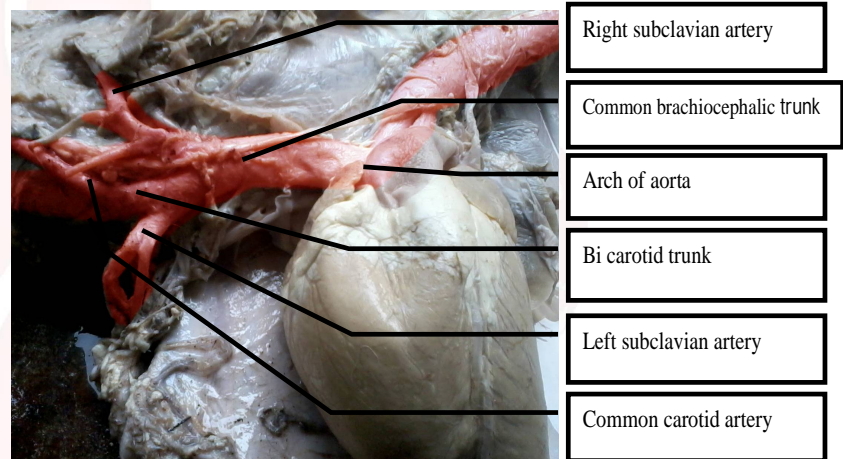 Right subclavian artery
Common brachiocephalic trunk
Arch of aorta
Bi carotid trunk
Left subclavian artery
Common carotid artery